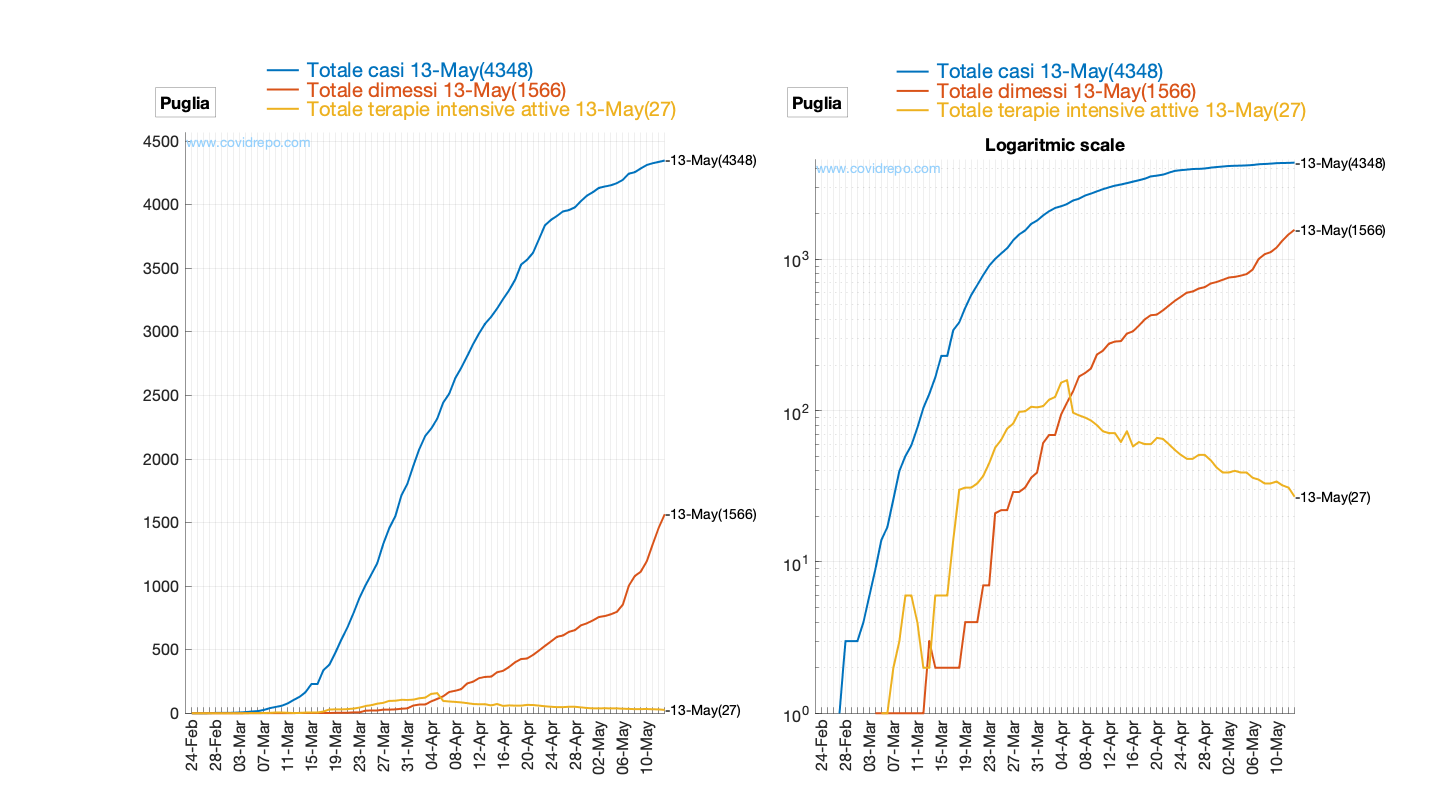 Totale casi 13-May(4348)
Totale dimessi 13-May(1566)
Totale terapie intensive attive 13-May(27)
Puglia
www.covidrepo.com
4500
4000
3500
3000
2500
2000
1500
1000
500
0
-13-May(4348)
-13-May(1566)
-13-May(27)
24-Feb
28-Feb
03-Mar
07-Mar
11-Mar
15-Mar
19-Mar
23-Mar
27-Mar
31-Mar
04-Apr
08-Apr
12-Apr
16-Apr
20-Apr
24-Apr
28-Apr
02-May
06-May
10-May
Totale casi 13-May(4348)
Totale dimessi 13-May(1566)
Totale terapie intensive attive 13-May(27)
Puglia
Logaritmic scale
www.covidrepo.com
10³
10²
10¹
10⁰
-13-May(4348)
-13-May(1566)
-13-May(27)
24-Feb
28-Feb
03-Mar
07-Mar
11-Mar
15-Mar
19-Mar
23-Mar
27-Mar
31-Mar
04-Apr
08-Apr
12-Apr
16-Apr
20-Apr
24-Apr
28-Apr
02-May
06-May
10-May